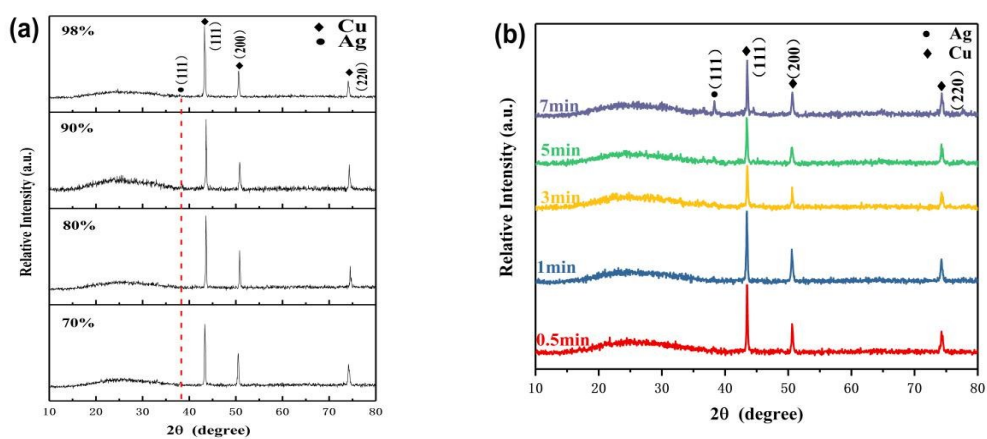 (a)
98%
◆ Cu
● Ag
(111)
(111)
(200)
(220)
90%
80%
70%
Relative Intensity (a.u.)
10 20 30 40 50 60 70 80
2θ (degree)
(b)
● Ag
◆ Cu
(111)
(111)
(200)
(220)
7min
5min
3min
1min
0.5min
Relative Intensity (a.u.)
10 20 30 40 50 60 70 80
2θ (degree)